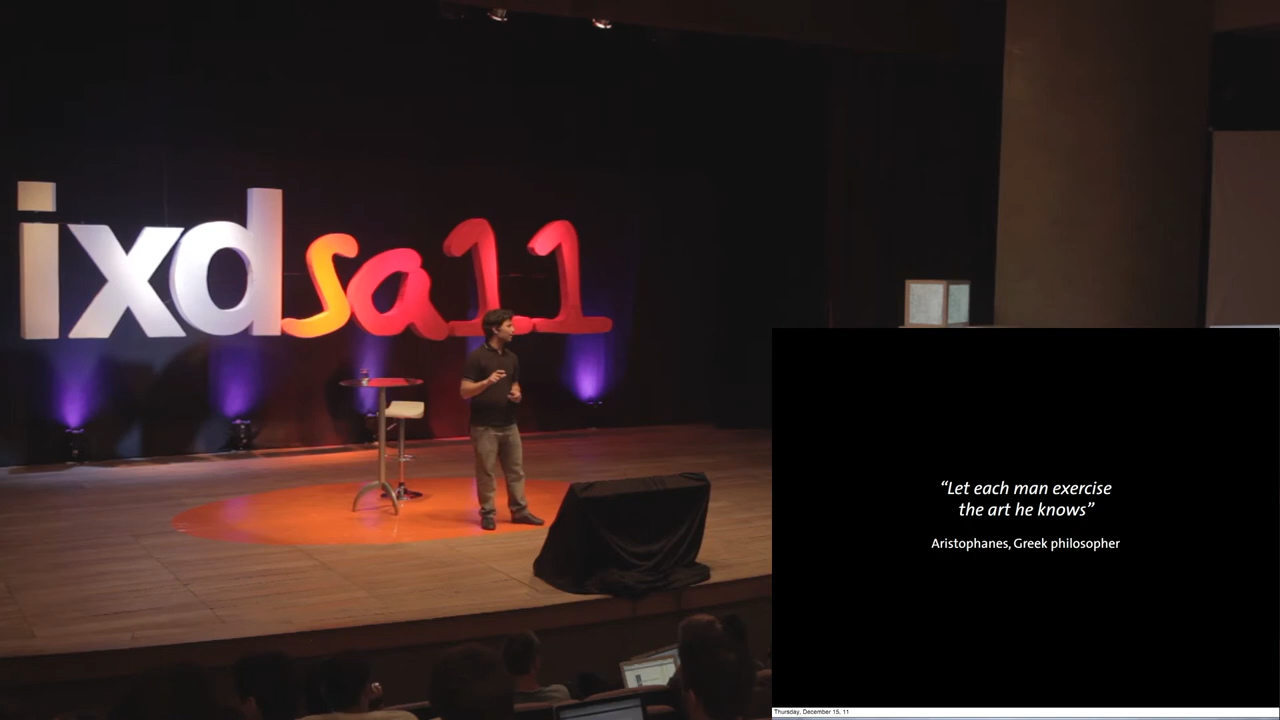 ixdsa11
“Let each man exercise
the art he knows”
Aristophanes, Greek philosopher
Thursday, December 15, 11